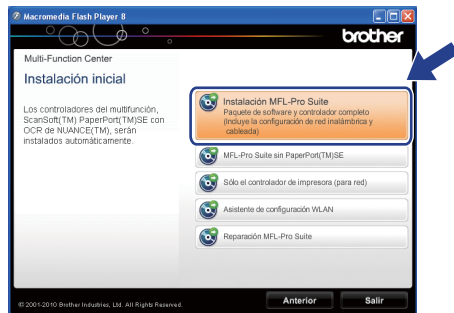 Macromedia Flash Player 8
brother
Multi-Function Center
Instalación inicial
Los controladores del multifunción,
ScanSoft(TM) PaperPort(TM)SE con
OCR de NUANCE(TM), serán
instalados automáticamente.
Instalación MFL-Pro Suite
Paquete de software y controlador completo
(Incluye la configuración de red inalámbrica y
cableada)
MFL-Pro Suite sin PaperPort(TM)SE
Sólo el controlador de impresora (para red)
Asistente de configuración WLAN
Reparación MFL-Pro Suite
© 2001-2010 Brother Industries, Ltd. All Rights Reserved.
Anterior
Salir